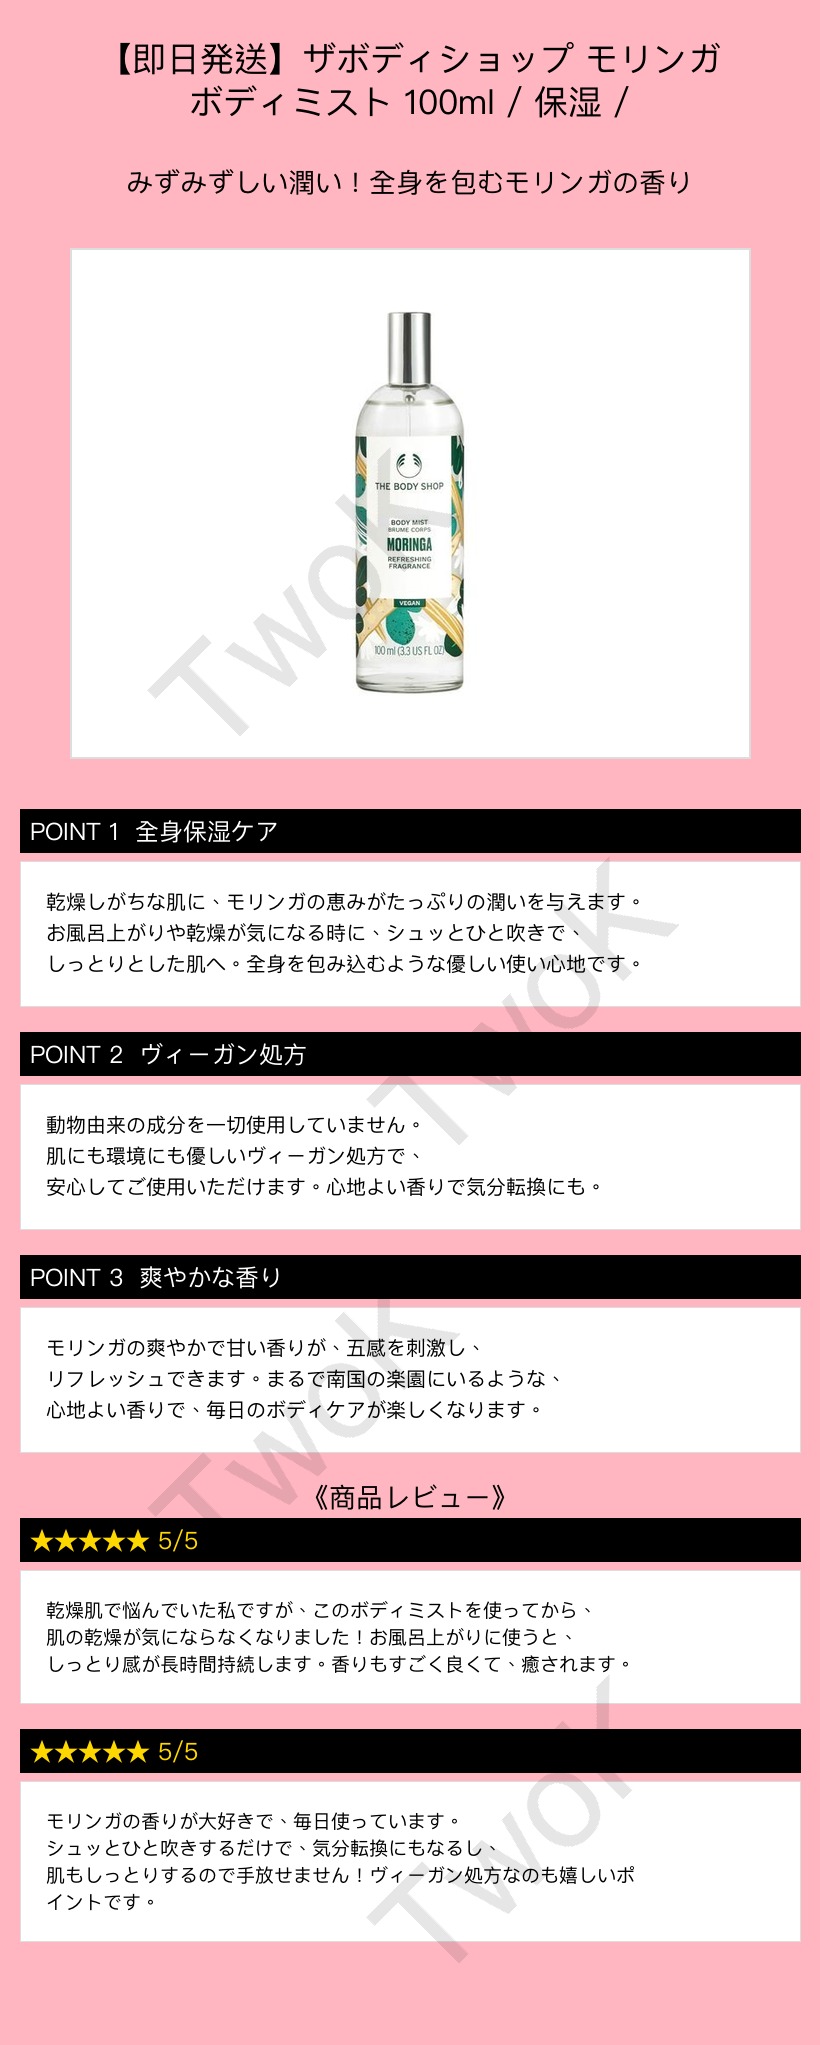 【即日発送】ザボディショップ モリンガ
ボディミスト 100ml / 保湿 /
みずみずしい潤い！全身を包むモリンガの香り
THE BODY SHOP
BODY MIST
BRUME CORPS
MORINGA
REFRESHING
FRAGRANCE
VEGAN
100 ml (3.3 US FL OZ)
TwoK
POINT 1 全身保湿ケア
乾燥しがちな肌に、モリンガの恵みがたっぷりの潤いを与えます。
お風呂上がりや乾燥が気になる時に、シュッとひと吹きで、
しっとりとした肌へ。全身を包み込むような優しい使い心地です。
TwoK
POINT 2 ヴィーガン処方
動物由来の成分を一切使用していません。
肌にも環境にも優しいヴィーガン処方で、
安心してご使用いただけます。心地よい香りで気分転換にも。
POINT 3 爽やかな香り
モリンガの爽やかで甘い香りが、五感を刺激し、
リフレッシュできます。まるで南国の楽園にいるような、
心地よい香りで、毎日のボディケアが楽しくなります。
TwoK
《商品レビュー》
★★★★★ 5/5
乾燥肌で悩んでいた私ですが、このボディミストを使ってから、
肌の乾燥が気にならなくなりました！お風呂上がりに使うと、
しっとり感が長時間持続します。香りもすごく良くて、癒されます。
★★★★★ 5/5
モリンガの香りが大好きで、毎日使っています。
シュッとひと吹きするだけで、気分転換にもなるし、
肌もしっとりするので手放せません！ヴィーガン処方なのも嬉しいポ
イントです。
TwoK